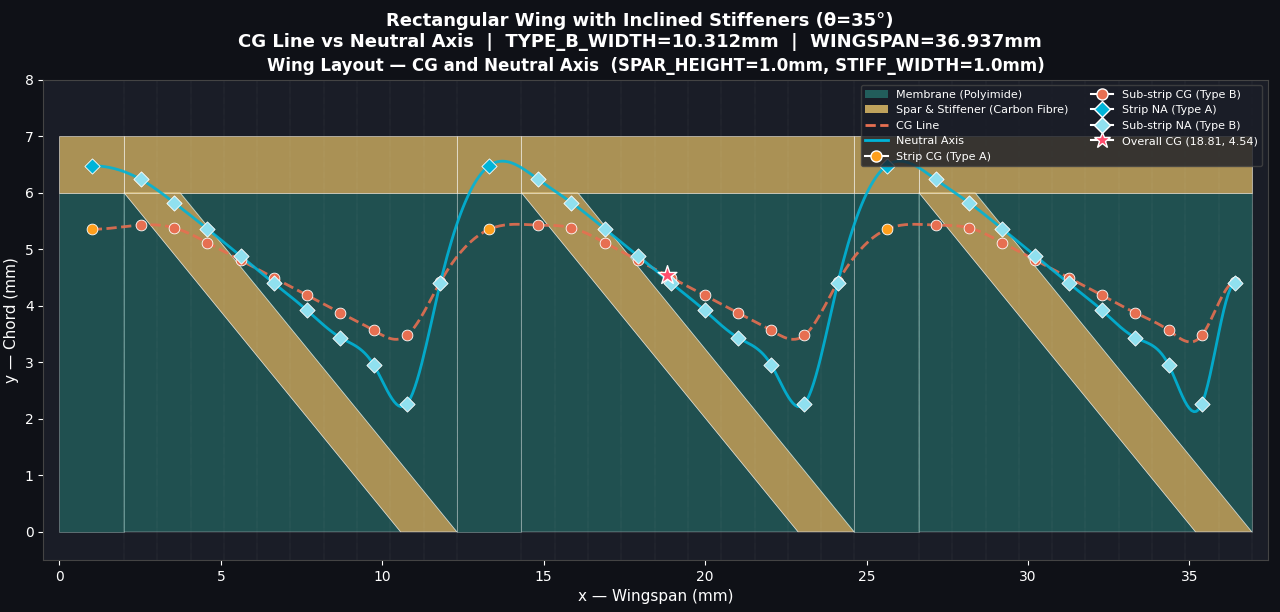 Rectangular Wing with Inclined Stiffeners (θ=35°)
CG Line vs Neutral Axis | TYPE_B_WIDTH=10.312mm | WINGSPAN=36.937mm
Wing Layout — CG and Neutral Axis (SPAR_HEIGHT=1.0mm, STIFF_WIDTH=1.0mm)
Membrane (Polyimide)
Spar & Stiffener (Carbon Fibre)
CG Line
Neutral Axis
Strip CG (Type A)
Sub-strip CG (Type B)
Strip NA (Type A)
Sub-strip NA (Type B)
Overall CG (18.81, 4.54)
y — Chord (mm)
8
7
6
5
4
3
2
1
0
0 5 10 15 20 25 30 35
x — Wingspan (mm)